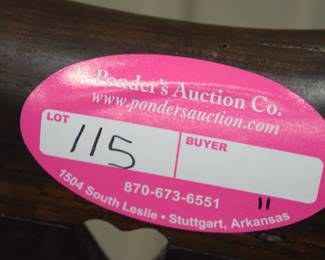 Ponder's Auction Co.
www.pondersauction.com
LOT
115
BUYER
870-673-6551
"
1504 South Leslie • Stuttgart, Arkansas